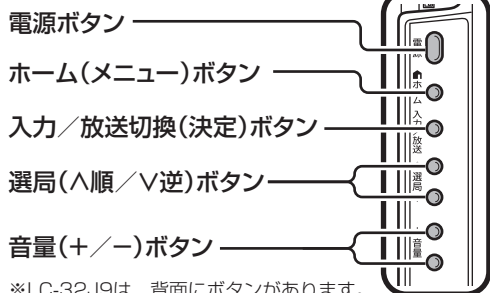 電源ボタン
ホーム（メニュー）ボタン
入力／放送切換（決定）ボタン
選局（∧順／∨逆）ボタン
音量（+／−）ボタン
※LC-32J9は、背面にボタンがあります。
電源
ホーム
入力/放送
選局
音量